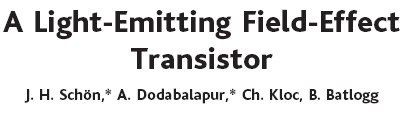 A Light-Emitting Field-Effect
Transistor
J. H. Schön,* A. Dodabalapur,* Ch. Kloc, B. Batlogg